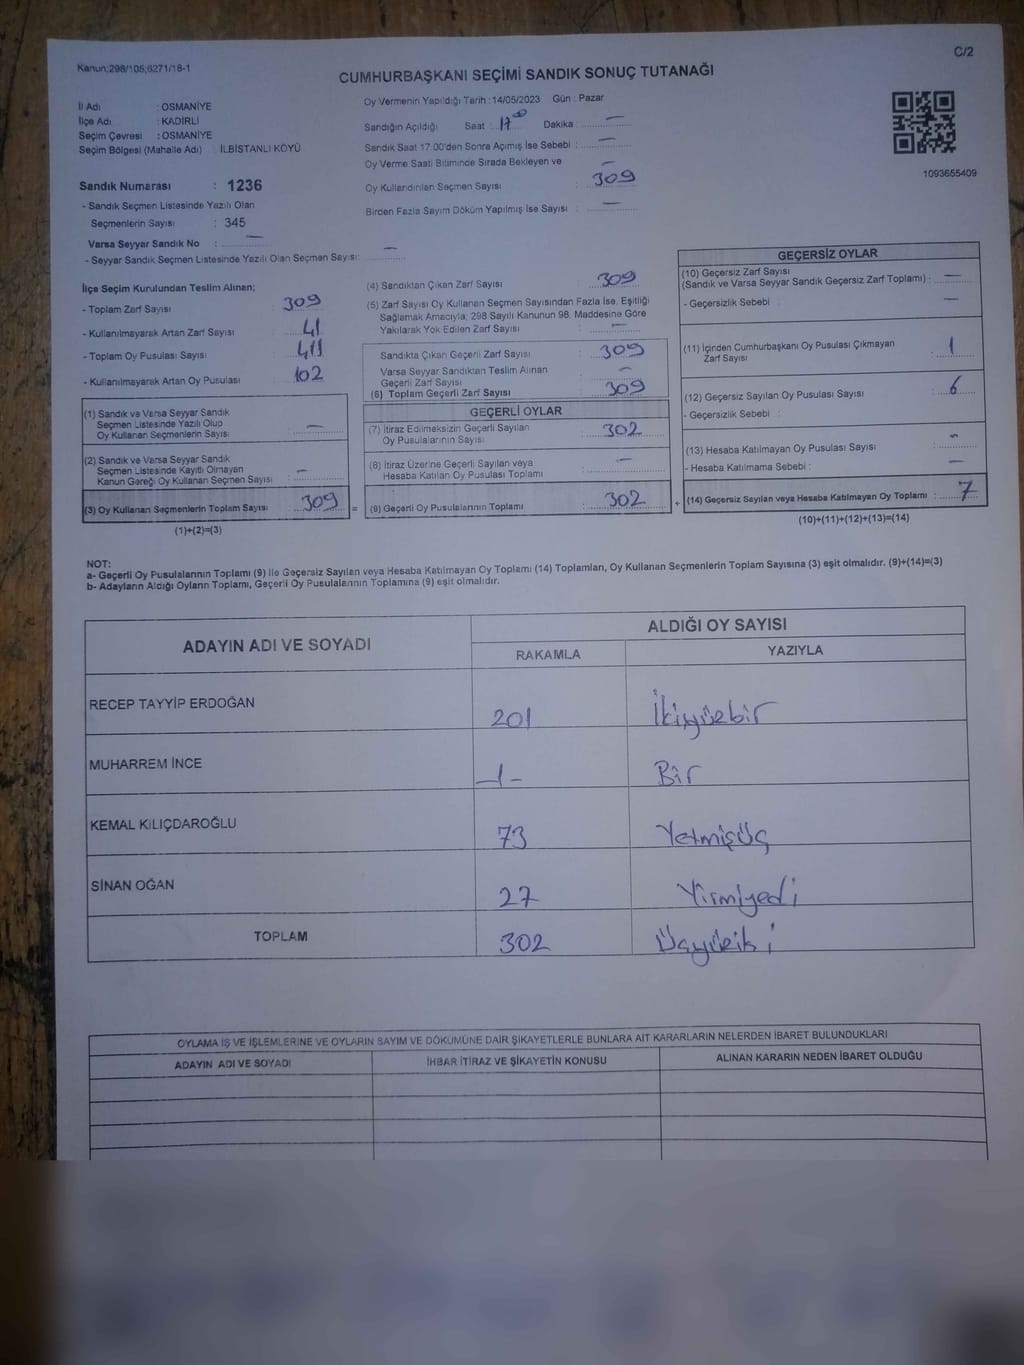 Kanun:298/105;6271/18-1
C/2
CUMHURBAŞKANI SEÇİMİ SANDIK SONUÇ TUTANAĞI
İl Adı : OSMANİYE
İlçe Adı : KADİRLİ
Seçim Çevresi : OSMANİYE
Seçim Bölgesi (Mahalle Adı) : İLBİSTANLI KÖYÜ
Sandık Numarası : 1236
- Sandık Seçmen Listesinde Yazılı Olan
Seçmenlerin Sayısı : 345
Varsa Seyyar Sandık No : —
- Seyyar Sandık Seçmen Listesinde Yazılı Olan Seçmen Sayısı: —
Oy Vermenin Yapıldığı Tarih : 14/05/2023 Gün : Pazar
Sandığın Açıldığı Saat : 17⁰⁰ Dakika : —
Sandık Saat 17:00'den Sonra Açımış İse Sebebi : —
Oy Verme Saati Bitiminde Sırada Bekleyen ve —
Oy Kullandırılan Seçmen Sayısı : 309
Birden Fazla Sayım Döküm Yapılmış İse Sayısı : —
1093655409
İlçe Seçim Kurulundan Teslim Alınan;
- Toplam Zarf Sayısı : 309
- Kullanılmayarak Artan Zarf Sayısı : 41
- Toplam Oy Pusulası Sayısı : 411
- Kullanılmayarak Artan Oy Pusulası : 102
(1) Sandık ve Varsa Seyyar Sandık
Seçmen Listesinde Yazılı Olup
Oy Kullanan Seçmenlerin Sayısı : —
(2) Sandık ve Varsa Seyyar Sandık
Seçmen Listesinde Kayıtlı Olmayan
Kanun Gereği Oy Kullanan Seçmen Sayısı : —
(3) Oy Kullanan Seçmenlerin Toplam Sayısı : 309
(1)+(2)=(3)
(4) Sandıktan Çıkan Zarf Sayısı : 309
(5) Zarf Sayısı Oy Kullanan Seçmen Sayısından Fazla İse, Eşitliği
Sağlamak Amacıyla; 298 Sayılı Kanunun 98. Maddesine Göre
Yakılarak Yok Edilen Zarf Sayısı : —
Sandıkta Çıkan Geçerli Zarf Sayısı : 309
Varsa Seyyar Sandıktan Teslim Alınan
Geçerli Zarf Sayısı : —
(6) Toplam Geçerli Zarf Sayısı : 309
GEÇERLİ OYLAR
(7) İtiraz Edilmeksizin Geçerli Sayılan
Oy Pusulalarının Sayısı : 302
(8) İtiraz Üzerine Geçerli Sayılan veya
Hesaba Katılan Oy Pusulası Toplamı : —
= (9) Geçerli Oy Pusulalarının Toplamı : 302 +
GEÇERSİZ OYLAR
(10) Geçersiz Zarf Sayısı
(Sandık ve Varsa Seyyar Sandık Geçersiz Zarf Toplamı) : —
- Geçersizlik Sebebi : —
(11) İçinden Cumhurbaşkanı Oy Pusulası Çıkmayan
Zarf Sayısı : 1
(12) Geçersiz Sayılan Oy Pusulası Sayısı : 6
- Geçersizlik Sebebi :
(13) Hesaba Katılmayan Oy Pusulası Sayısı : -
- Hesaba Katılmama Sebebi : —
(14) Geçersiz Sayılan veya Hesaba Katılmayan Oy Toplamı : 7
(10)+(11)+(12)+(13)=(14)
NOT:
a- Geçerli Oy Pusulalarının Toplamı (9) ile Geçersiz Sayılan veya Hesaba Katılmayan Oy Toplamı (14) Toplamları, Oy Kullanan Seçmenlerin Toplam Sayısına (3) eşit olmalıdır. (9)+(14)=(3)
b- Adayların Aldığı Oyların Toplamı, Geçerli Oy Pusulalarının Toplamına (9) eşit olmalıdır.
ADAYIN ADI VE SOYADI ALDIĞI OY SAYISI
RAKAMLA YAZIYLA
RECEP TAYYİP ERDOĞAN 201 İkiyüzbir
MUHARREM İNCE -1- Bir
KEMAL KILIÇDAROĞLU 73 Yetmişüç
SİNAN OĞAN 27 Yirmiyedi
TOPLAM 302 Üçyüziki
OYLAMA İŞ VE İŞLEMLERİNE VE OYLARIN SAYIM VE DÖKÜMÜNE DAİR ŞİKAYETLERLE BUNLARA AİT KARARLARIN NELERDEN İBARET BULUNDUKLARI
ADAYIN ADI VE SOYADI İHBAR İTİRAZ VE ŞİKAYETİN KONUSU ALINAN KARARIN NEDEN İBARET OLDUĞU